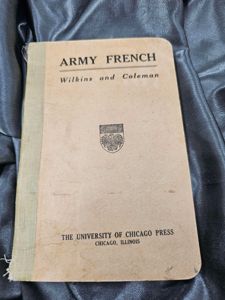 ARMY FRENCH
Wilkins and Coleman
THE UNIVERSITY OF CHICAGO PRESS
CHICAGO, ILLINOIS